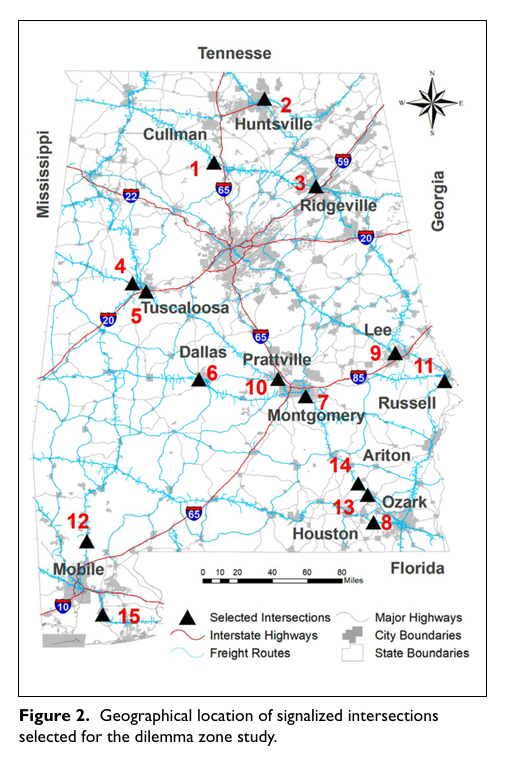 Tennesse
N
W
E
S
2
Huntsville
Cullman
1
65
59
3
Ridgeville
Mississippi
Georgia
22
20
4
5
Tuscaloosa
20
65
Lee
9
Dallas
6
Prattville
10
85
11
7
Montgomery
Russell
Ariton
14
13
Ozark
65
Houston
8
12
Mobile
Florida
10
15
0 10 20 40 60 80
Miles
Selected Intersections
Interstate Highways
Freight Routes
Major Highways
City Boundaries
State Boundaries
Figure 2. Geographical location of signalized intersections
selected for the dilemma zone study.